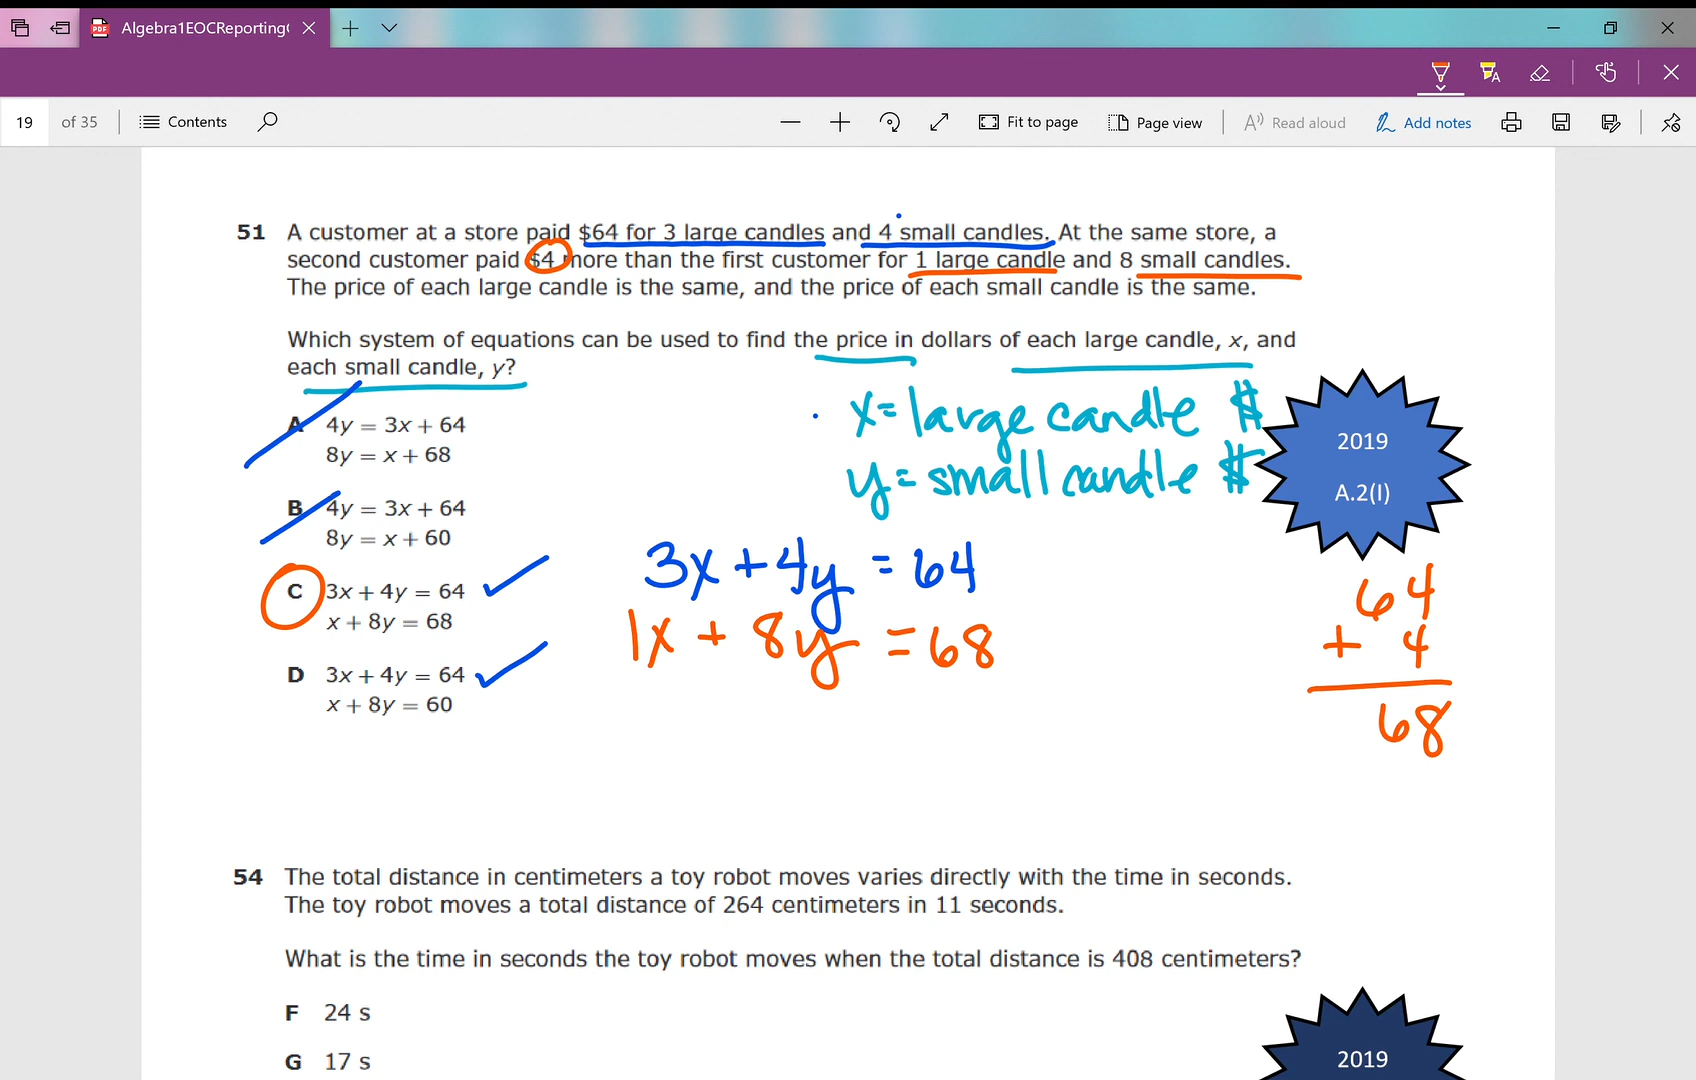 Algebra1EOCReporting(
19 of 35 Contents Fit to page Page view Read aloud Add notes
51 A customer at a store paid $64 for 3 large candles and 4 small candles. At the same store, a
second customer paid $4 more than the first customer for 1 large candle and 8 small candles.
The price of each large candle is the same, and the price of each small candle is the same.
Which system of equations can be used to find the price in dollars of each large candle, x, and
each small candle, y?
A 4y = 3x + 64
8y = x + 68
B 4y = 3x + 64
8y = x + 60
C 3x + 4y = 64
x + 8y = 68
D 3x + 4y = 64
x + 8y = 60
x = large candle $
y = small candle $
3x + 4y = 64
1x + 8y = 68
2019
A.2(I)
64
+ 4
68
54 The total distance in centimeters a toy robot moves varies directly with the time in seconds.
The toy robot moves a total distance of 264 centimeters in 11 seconds.
What is the time in seconds the toy robot moves when the total distance is 408 centimeters?
F 24 s
G 17 s
2019